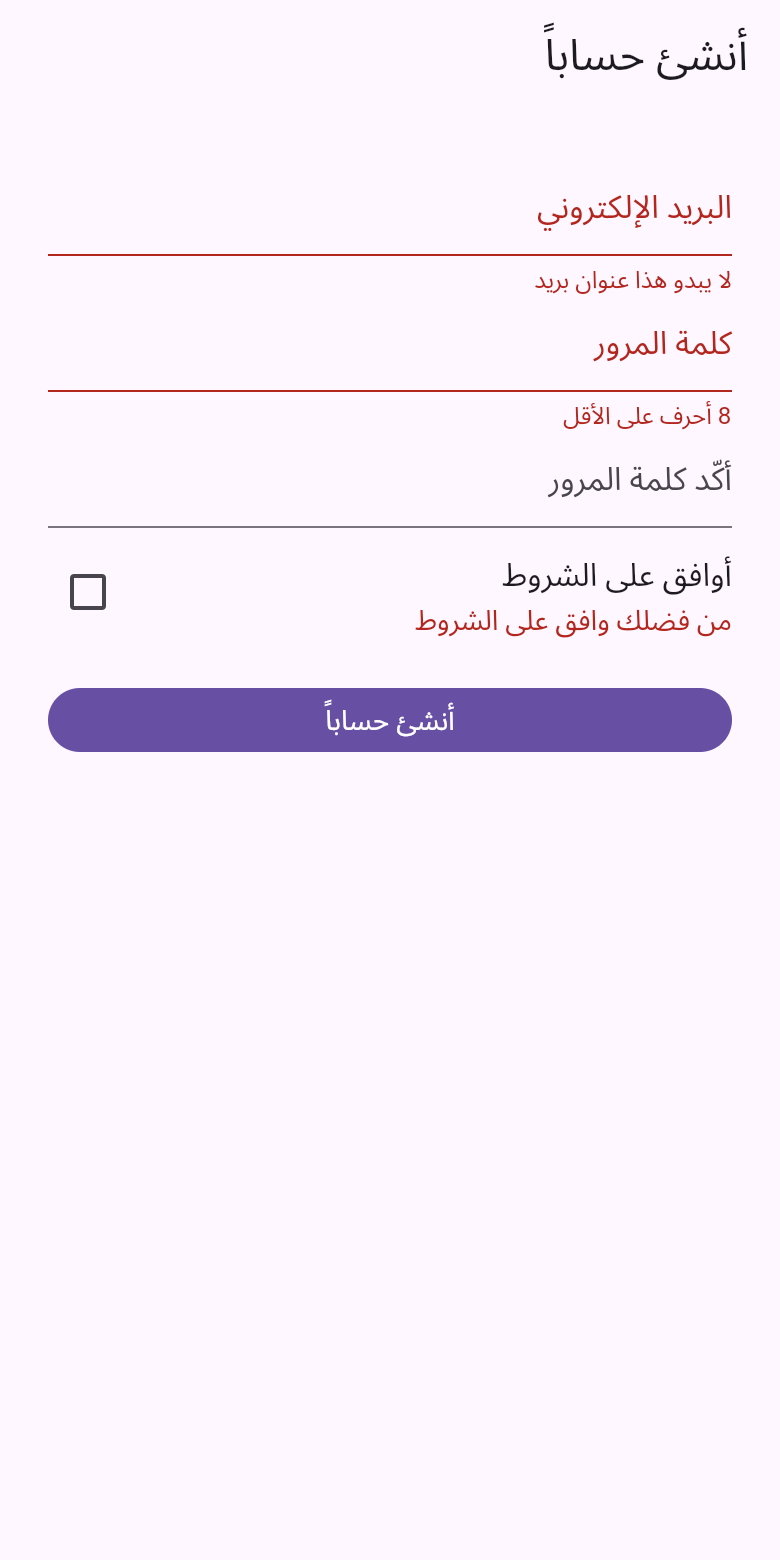 أنشئ حساباً
البريد الإلكتروني
لا يبدو هذا عنوان بريد
كلمة المرور
8 أحرف على الأقل
أكّد كلمة المرور
أوافق على الشروط
من فضلك وافق على الشروط
أنشئ حساباً